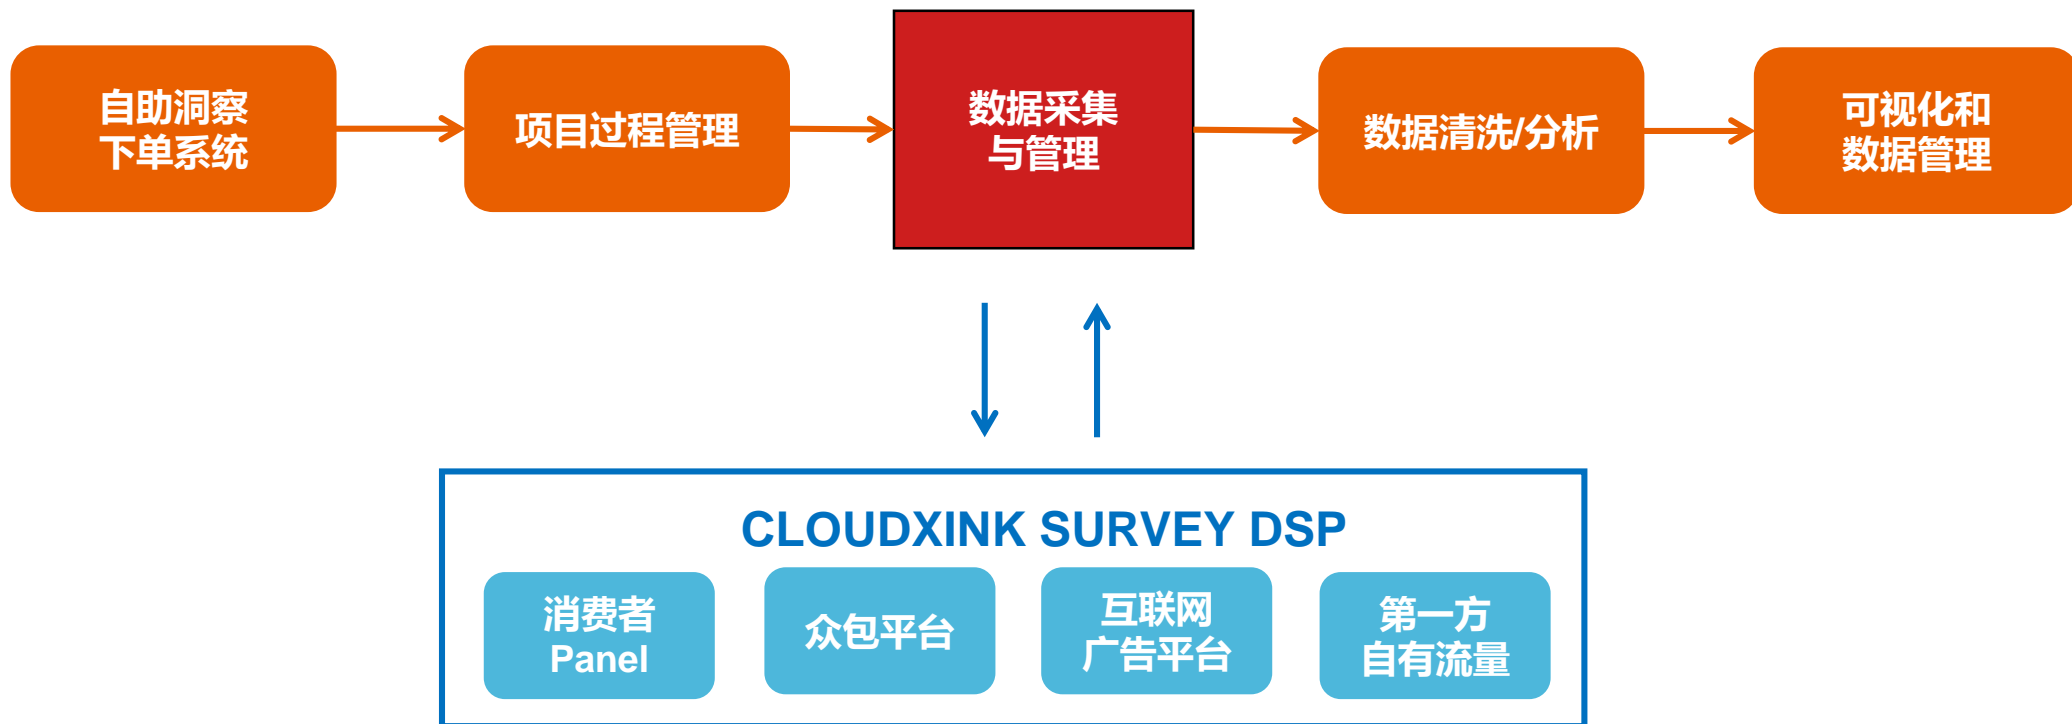 自助洞察
下单系统
项目过程管理
数据采集
与管理
数据清洗/分析
可视化和
数据管理
CLOUDXINK SURVEY DSP
消费者
Panel
众包平台
互联网
广告平台
第一方
自有流量